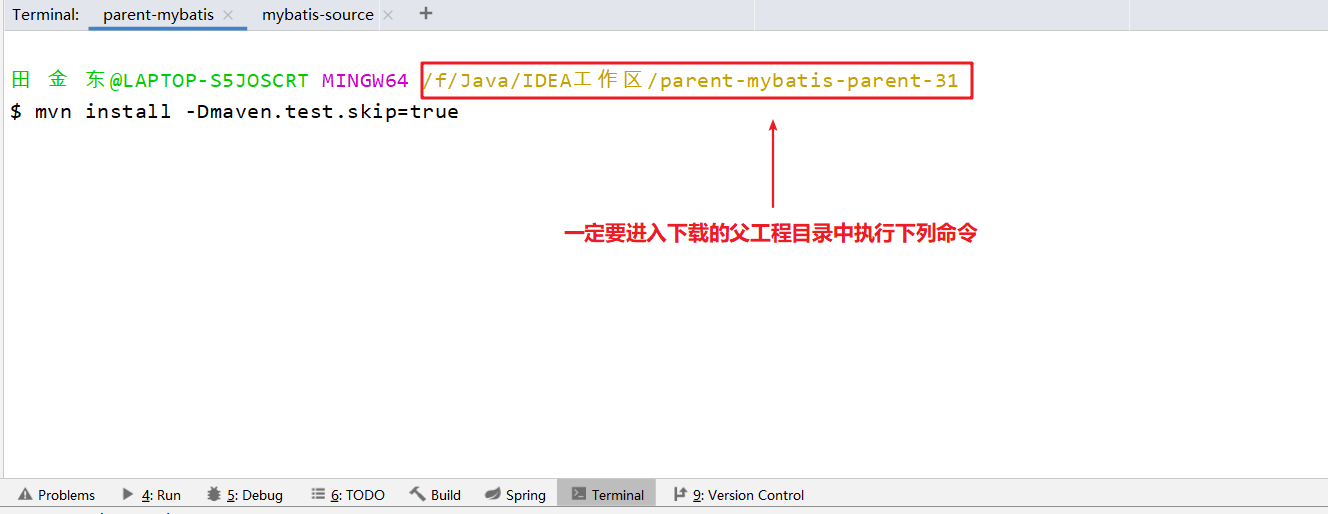 Terminal: parent-mybatis × mybatis-source × +
田 金 东@LAPTOP-S5JOSCRT MINGW64 /f/Java/IDEA工作区/parent-mybatis-parent-31
$ mvn install -Dmaven.test.skip=true
一定要进入下载的父工程目录中执行下列命令
Problems 4: Run 5: Debug 6: TODO Build Spring Terminal 9: Version Control